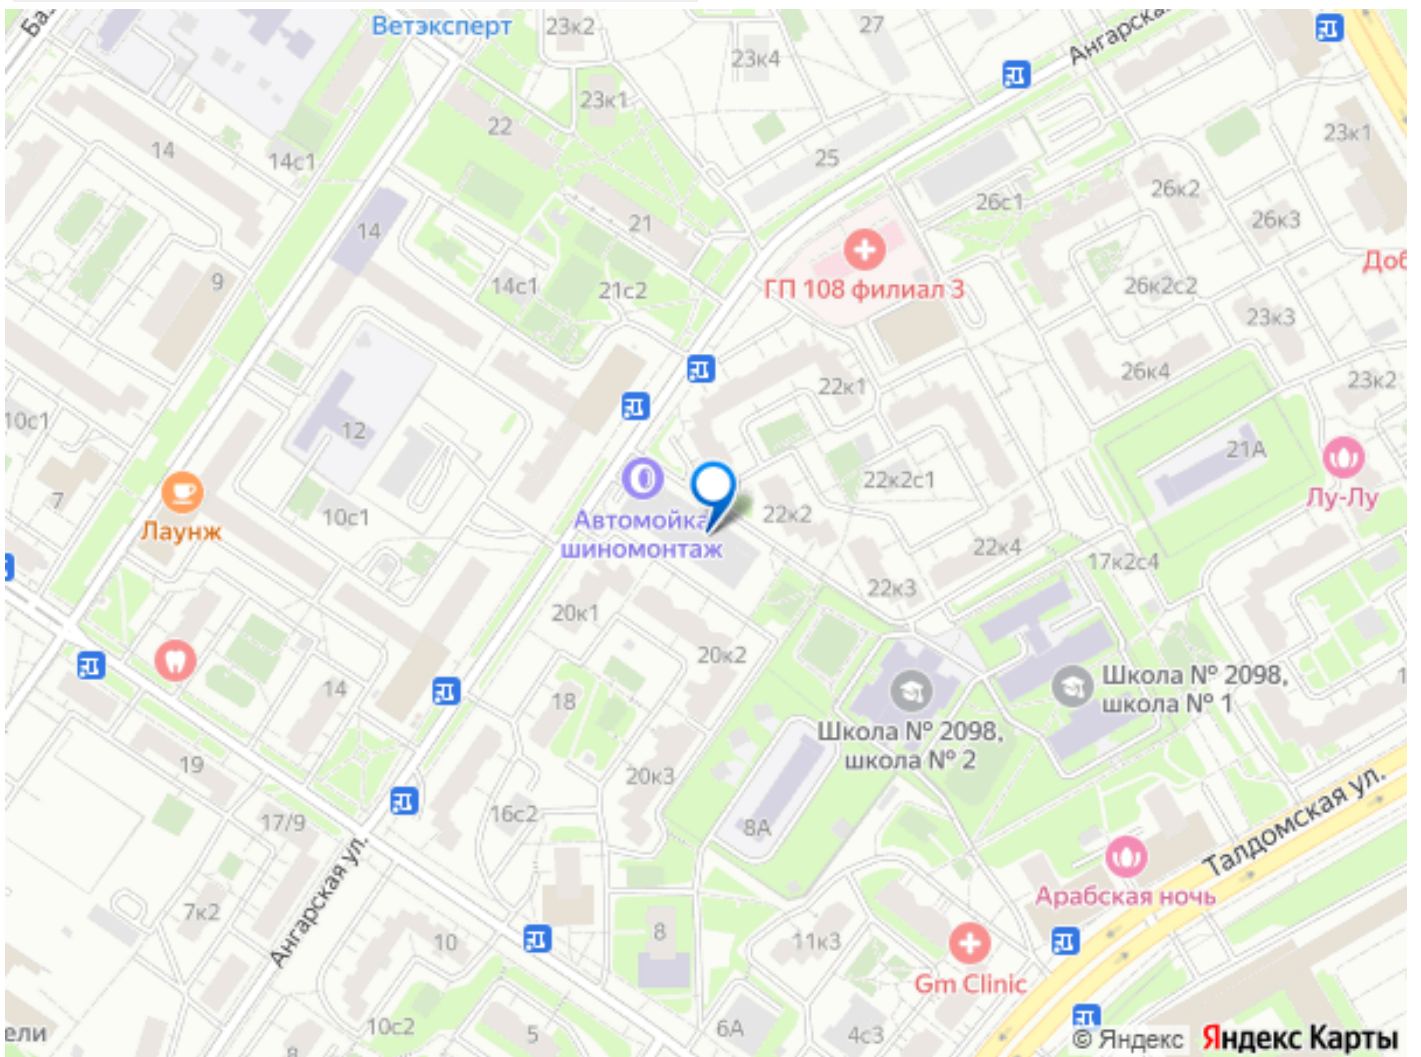 Ба
Ветэксперт
23к2
27
23к4
Ангарская
23к1
22
25
23к1
14
14с1
26к2
26с1
26к3
14
21
Доб
9
14с1
21с2
ГП 108 филиал 3
26к2с2
23к3
26к4
23к2
22к1
10с1
12
21А
7
22к2с1
Лу-Лу
Лаунж
10с1
Автомойка,
шиномонтаж
22к2
22к4
17к2с4
22к3
20к1
20к2
14
18
Школа № 2098,
школа № 1
Школа № 2098,
школа № 2
19
20к3
16с2
17/9
8А
Талдомская ул.
Ангарская ул.
Арабская ночь
7к2
10
8
11к3
Gm Clinic
ели
10с2
8
5
6А
4с3
1
© Яндекс Яндекс Карты